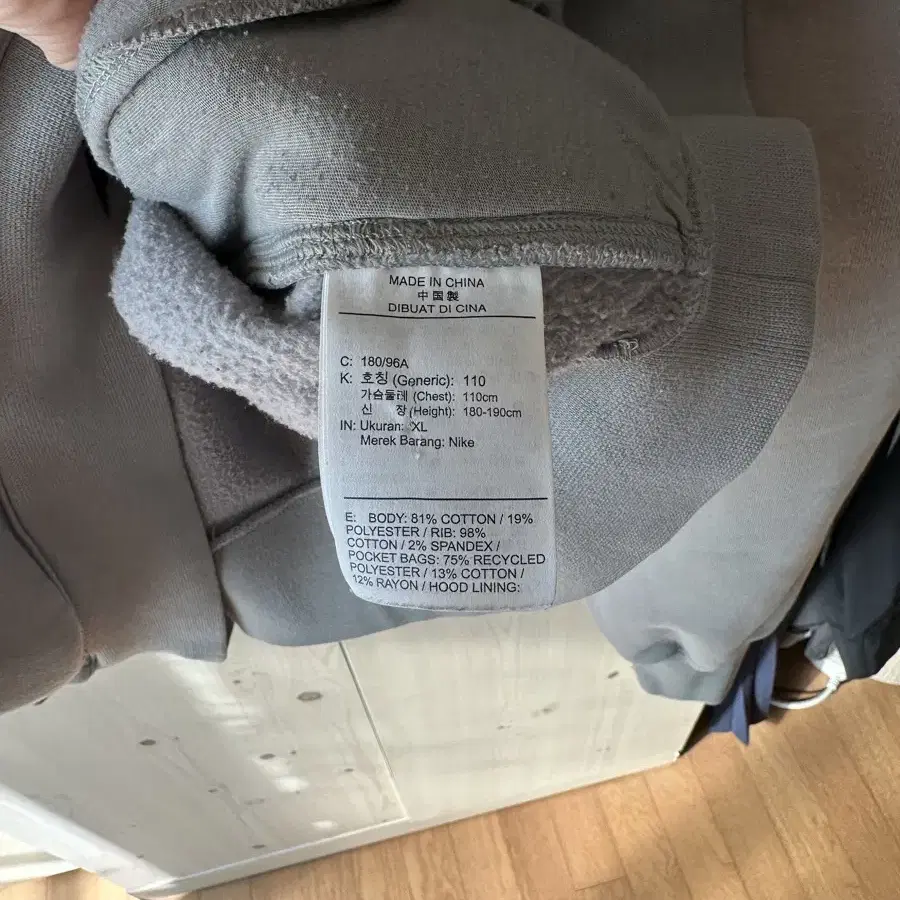 MADE IN CHINA
中国製
DIBUAT DI CINA
C: 180/96A
K: 호칭 (Generic): 110
가슴둘레 (Chest): 110cm
신 장 (Height): 180-190cm
IN: Ukuran: XL
Merek Barang: Nike
E: BODY: 81% COTTON / 19%
POLYESTER / RIB: 98%
COTTON / 2% SPANDEX /
POCKET BAGS: 75% RECYCLED
POLYESTER / 13% COTTON /
12% RAYON / HOOD LINING: